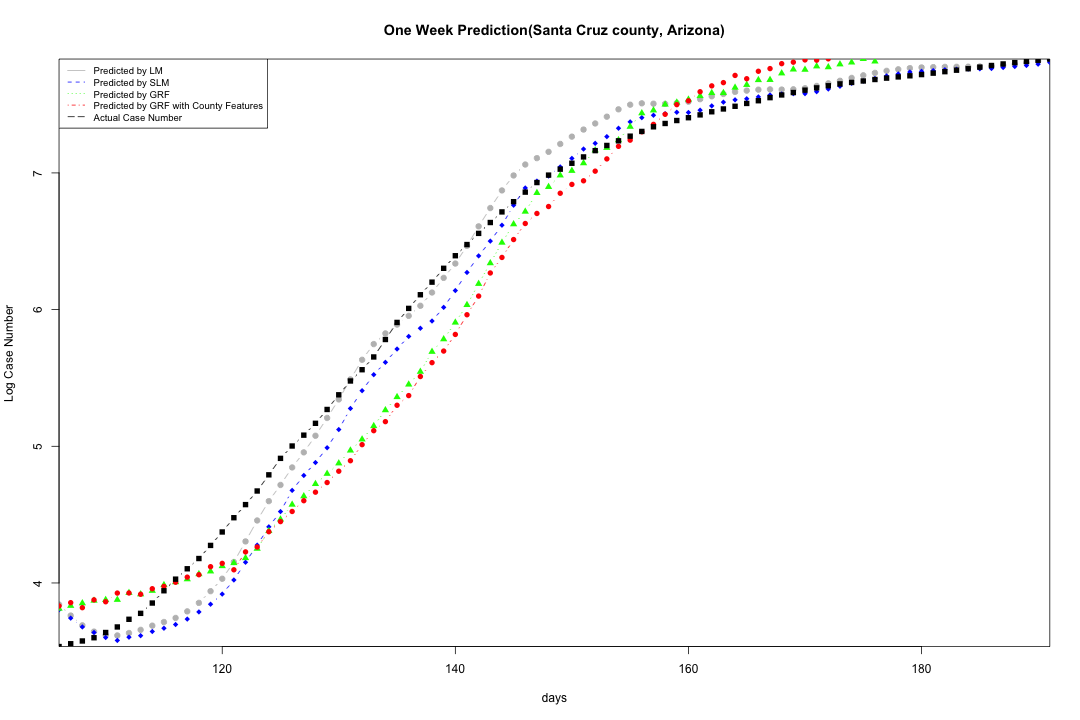 One Week Prediction(Santa Cruz county, Arizona)
Predicted by LM
Predicted by SLM
Predicted by GRF
Predicted by GRF with County Features
Actual Case Number
7
6
5
4
Log Case Number
120
140
160
180
days